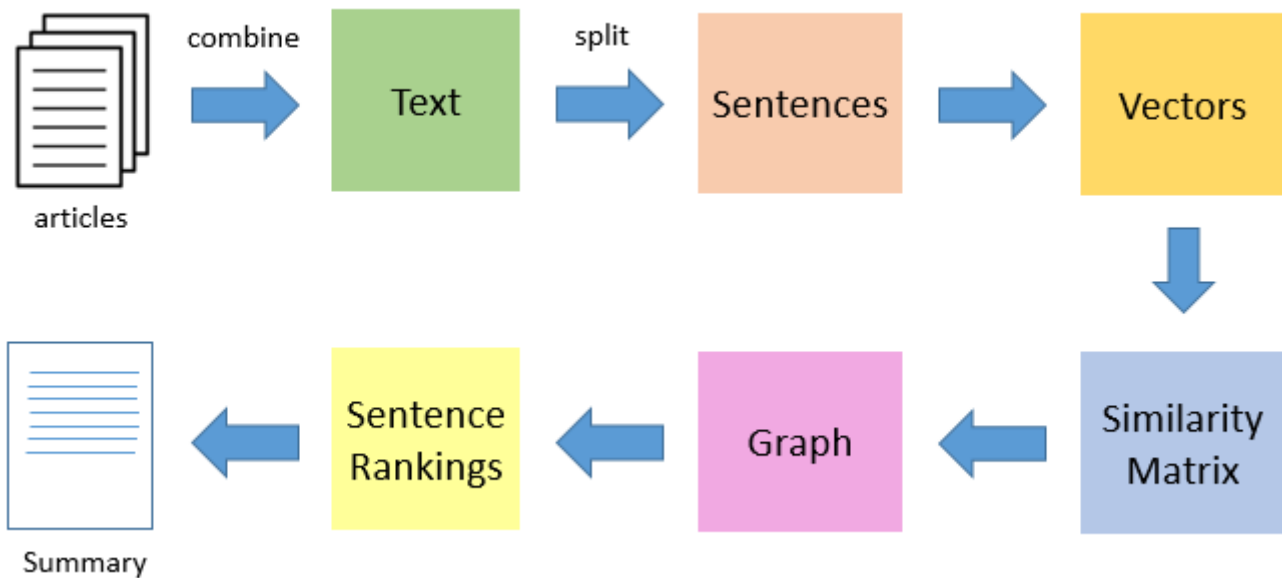 combine
split
Text
Sentences
Vectors
articles
Sentence
Rankings
Graph
Similarity
Matrix
Summary